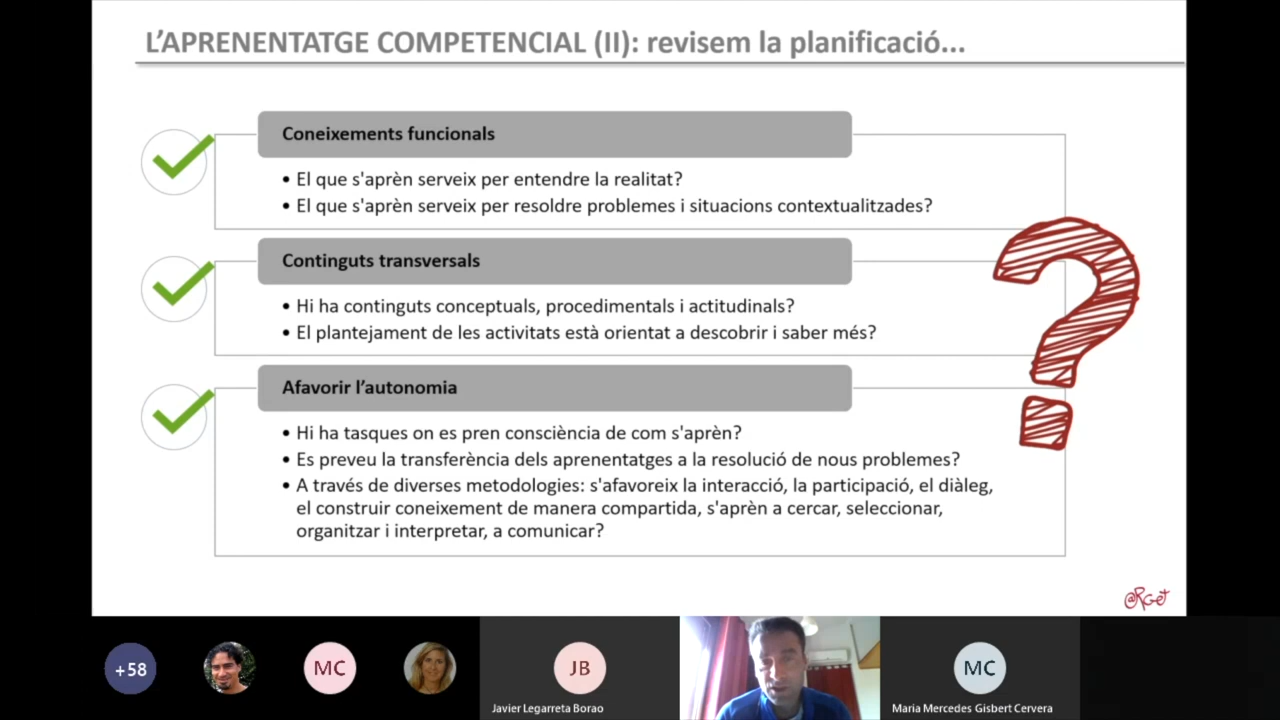 L'APRENENTATGE COMPETENCIAL (II): revisem la planificació...
Coneixements funcionals
• El que s'aprèn serveix per entendre la realitat?
• El que s'aprèn serveix per resoldre problemes i situacions contextualitzades?
Continguts transversals
• Hi ha continguts conceptuals, procedimentals i actitudinals?
• El plantejament de les activitats està orientat a descobrir i saber més?
Afavorir l'autonomia
• Hi ha tasques on es pren consciència de com s'aprèn?
• Es preveu la transferència dels aprenentatges a la resolució de nous problemes?
• A través de diverses metodologies: s'afavoreix la interacció, la participació, el diàleg,
el construir coneixement de manera compartida, s'aprèn a cercar, seleccionar,
organitzar i interpretar, a comunicar?
?
@RGet
+58
MC
JB
MC
Javier Legarreta Borao
Maria Mercedes Gisbert Cervera